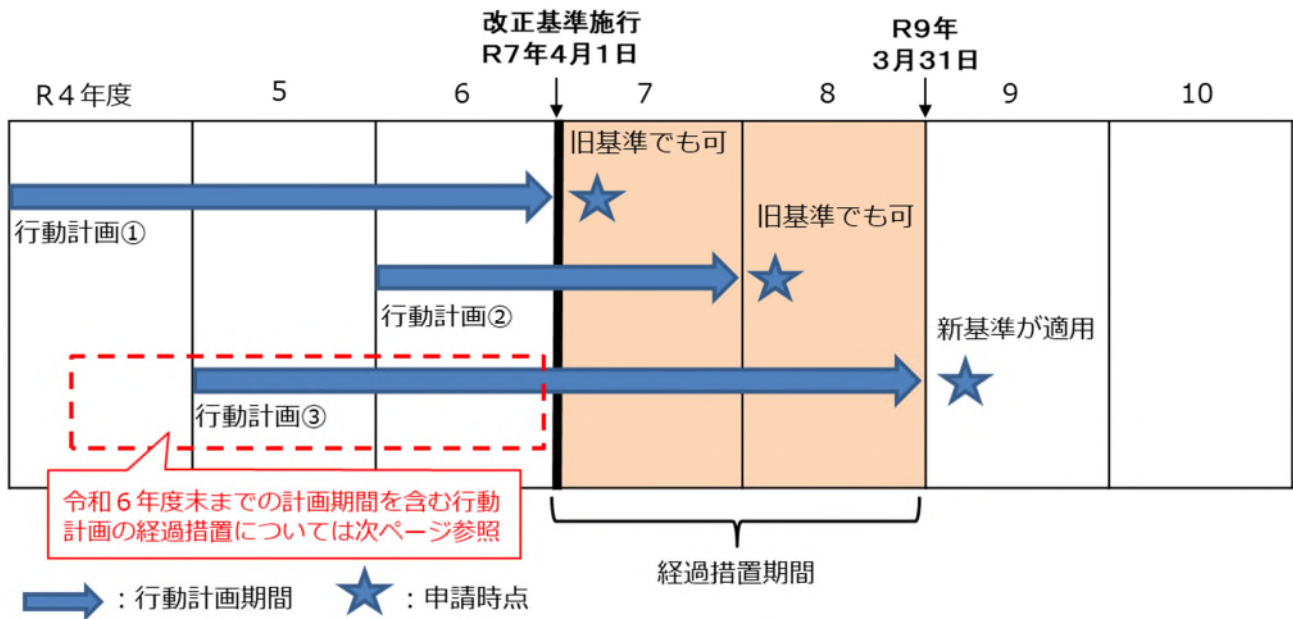 改正基準施行
R7年4月1日
R9年
3月31日
R4年度
5
6
7
8
9
10
旧基準でも可
行動計画①
旧基準でも可
行動計画②
新基準が適用
行動計画③
令和6年度末までの計画期間を含む行動
計画の経過措置については次ページ参照
経過措置期間
：行動計画期間
：申請時点